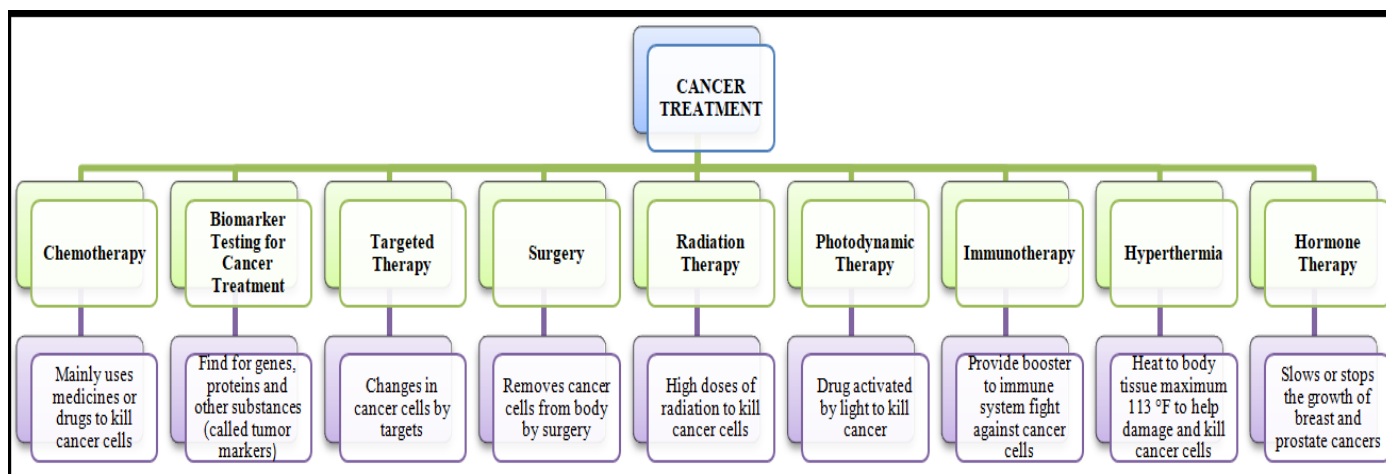 CANCER
TREATMENT
Chemotherapy
Biomarker
Testing for
Cancer
Treatment
Targeted
Therapy
Surgery
Radiation
Therapy
Photodynamic
Therapy
Immunotherapy
Hyperthermia
Hormone
Therapy
Mainly uses
medicines or
drugs to kill
cancer cells
Find for genes,
proteins and
other substances
(called tumor
markers)
Changes in
cancer cells by
targets
Removes cancer
cells from body
by surgery
High doses of
radiation to kill
cancer cells
Drug activated
by light to kill
cancer
Provide booster
to immune
system fight
against cancer
cells
Heat to body
tissue maximum
113 °F to help
damage and kill
cancer cells
Slows or stops
the growth of
breast and
prostate cancers